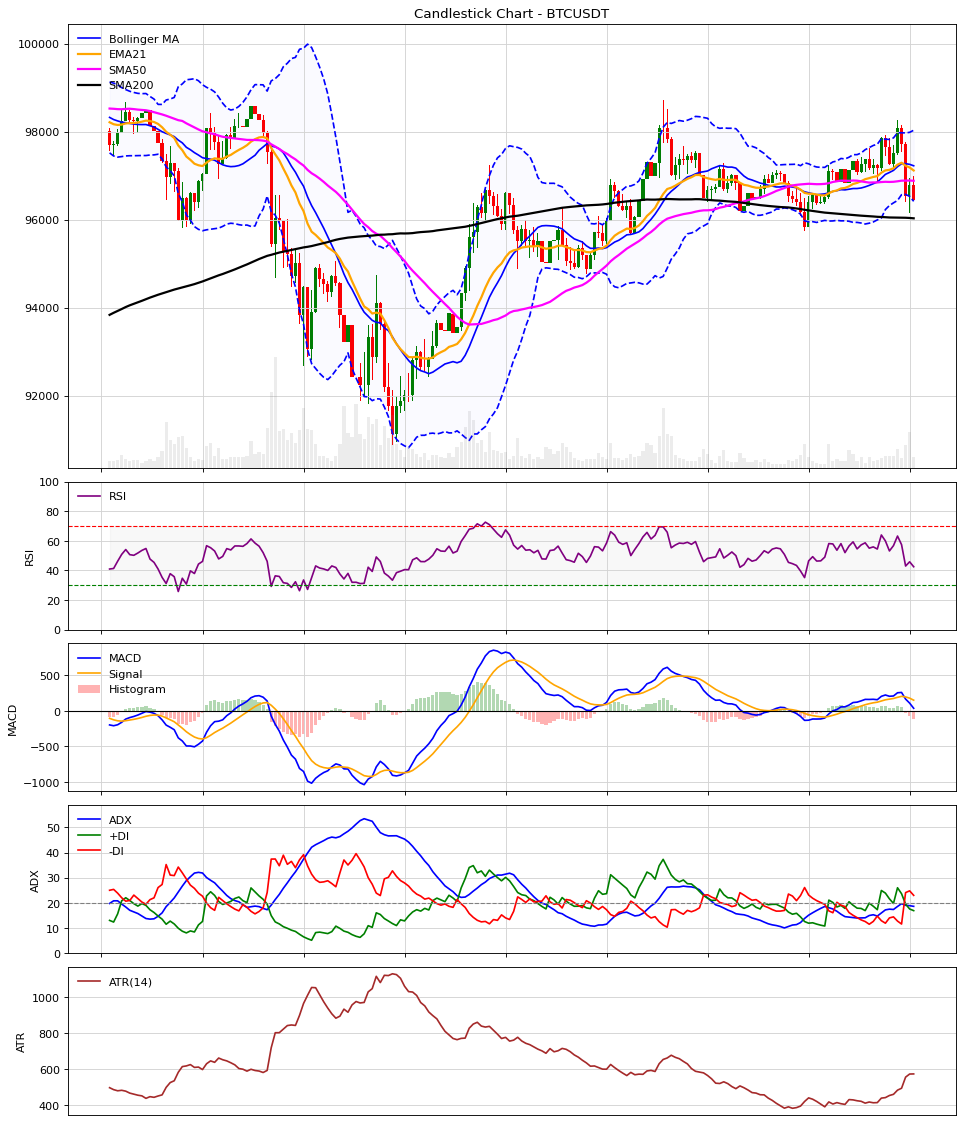 Candlestick Chart - BTCUSDT
100000
98000
96000
94000
92000
Bollinger MA
EMA21
SMA50
SMA200
RSI
100
80
60
40
20
0
RSI
MACD
500
0
−500
−1000
MACD
Signal
Histogram
ADX
50
40
30
20
10
0
ADX
+DI
-DI
ATR
1000
800
600
400
ATR(14)